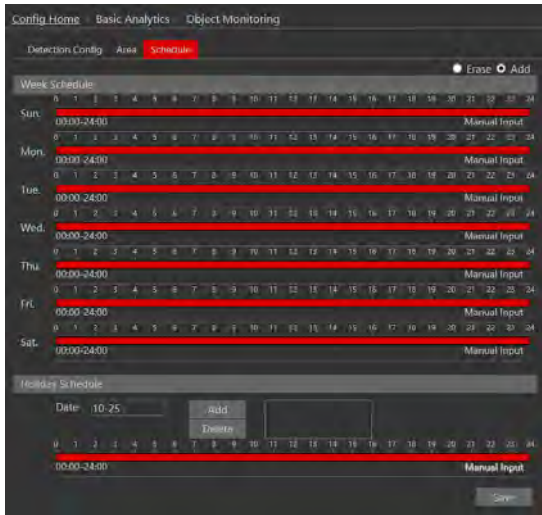 Config Home Basic Analytics Object Monitoring
Detection Config Area Schedule
Erase Add
Week Schedule
0 1 2 3 4 5 6 7 8 9 10 11 12 13 14 15 16 17 18 19 20 21 22 23 24
Sun.
00:00-24:00 Manual Input
0 1 2 3 4 5 6 7 8 9 10 11 12 13 14 15 16 17 18 19 20 21 22 23 24
Mon.
00:00-24:00 Manual Input
0 1 2 3 4 5 6 7 8 9 10 11 12 13 14 15 16 17 18 19 20 21 22 23 24
Tue.
00:00-24:00 Manual Input
0 1 2 3 4 5 6 7 8 9 10 11 12 13 14 15 16 17 18 19 20 21 22 23 24
Wed.
00:00-24:00 Manual Input
0 1 2 3 4 5 6 7 8 9 10 11 12 13 14 15 16 17 18 19 20 21 22 23 24
Thu.
00:00-24:00 Manual Input
0 1 2 3 4 5 6 7 8 9 10 11 12 13 14 15 16 17 18 19 20 21 22 23 24
Fri.
00:00-24:00 Manual Input
0 1 2 3 4 5 6 7 8 9 10 11 12 13 14 15 16 17 18 19 20 21 22 23 24
Sat.
00:00-24:00 Manual Input
Holiday Schedule
Date 10-25 Add
Delete
0 1 2 3 4 5 6 7 8 9 10 11 12 13 14 15 16 17 18 19 20 21 22 23 24
00:00-24:00 Manual Input
Save